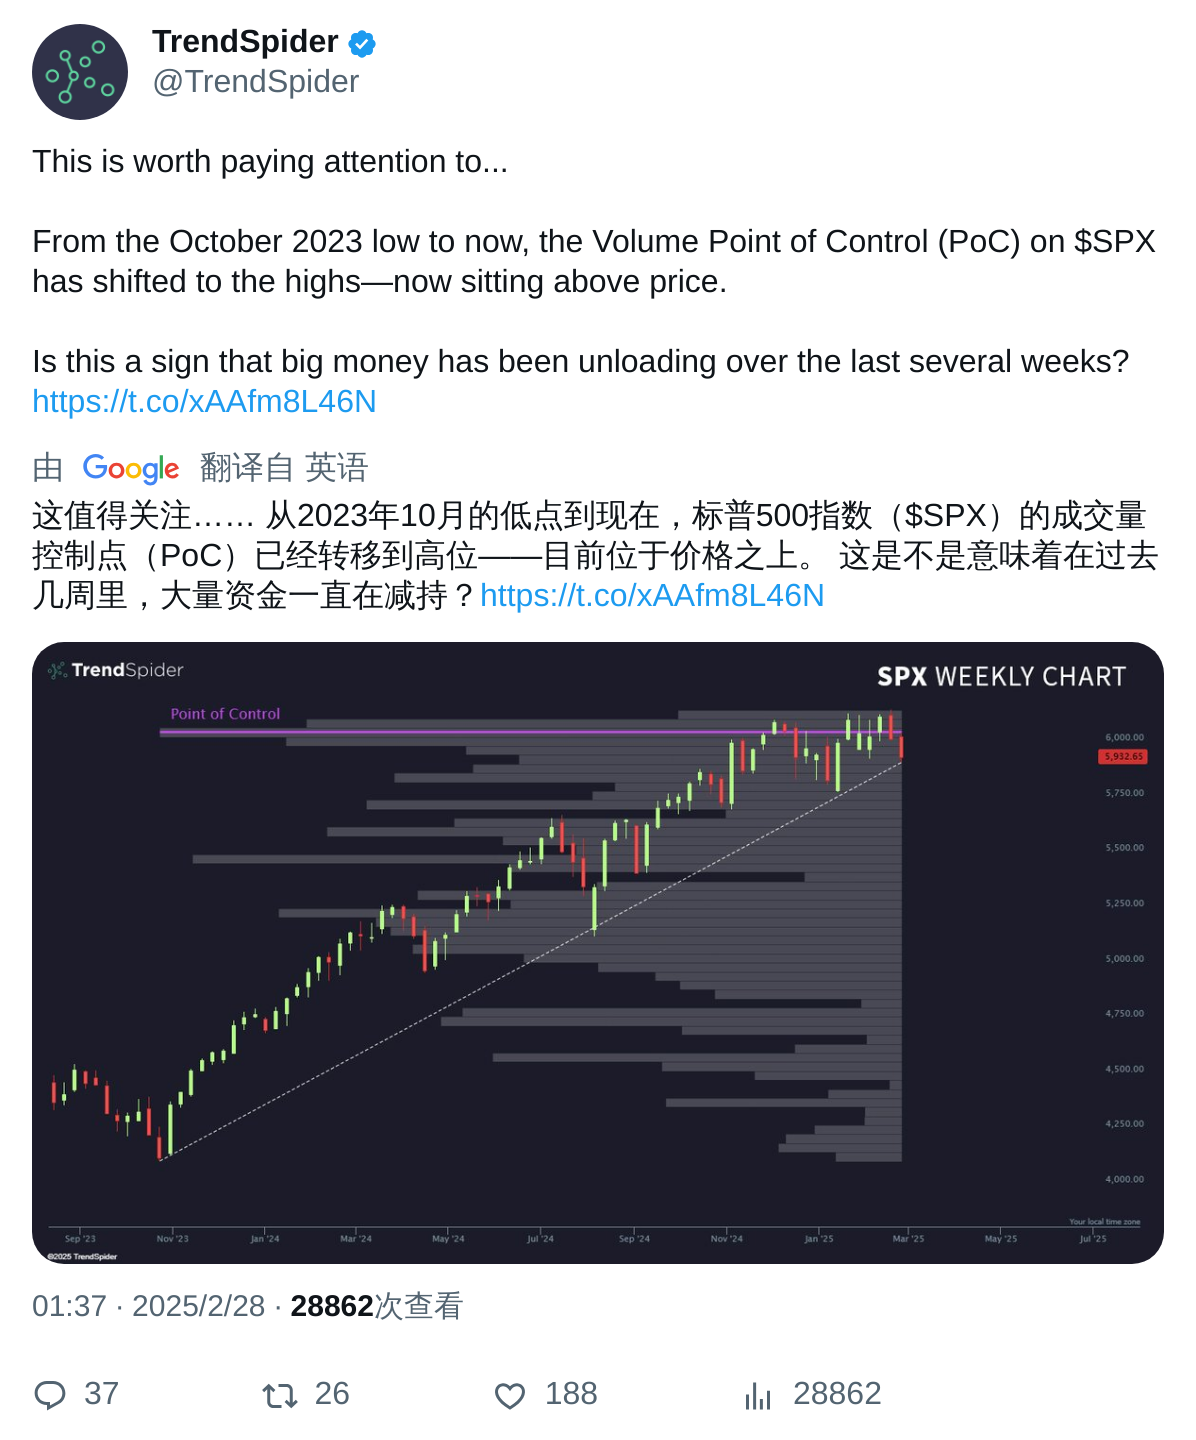 TrendSpider
@TrendSpider
This is worth paying attention to...
From the October 2023 low to now, the Volume Point of Control (PoC) on $SPX
has shifted to the highs—now sitting above price.
Is this a sign that big money has been unloading over the last several weeks?
https://t.co/xAAfm8L46N
由 Google 翻译自 英语
这值得关注…… 从2023年10月的低点到现在，标普500指数（$SPX）的成交量
控制点（PoC）已经转移到高位——目前位于价格之上。 这是不是意味着在过去
几周里，大量资金一直在减持？https://t.co/xAAfm8L46N
TrendSpider
SPX WEEKLY CHART
Point of Control
6,000.00
5,932.65
5,750.00
5,500.00
5,250.00
5,000.00
4,750.00
4,500.00
4,250.00
4,000.00
Your local time zone
Sep '23 Nov '23 Jan '24 Mar '24 May '24 Jul '24 Sep '24 Nov '24 Jan '25 Mar '25 May '25 Jul '25
©2025 TrendSpider
01:37 · 2025/2/28 · 28862次查看
37 26 188 28862